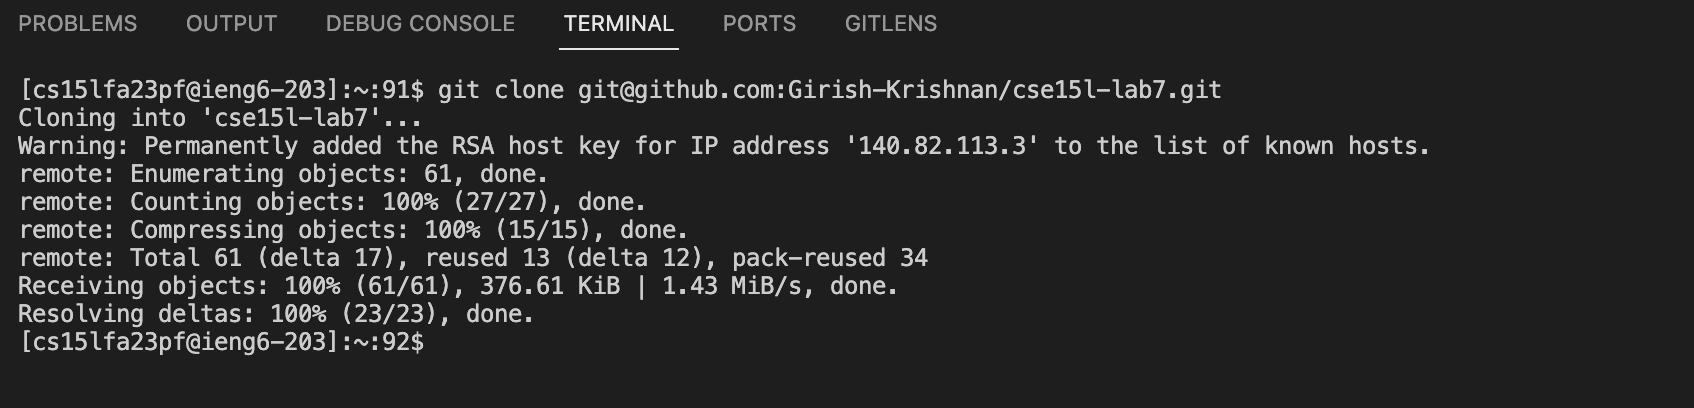 PROBLEMS OUTPUT DEBUG CONSOLE TERMINAL PORTS GITLENS
[cs15lfa23pf@ieng6-203]:~:91$ git clone git@github.com:Girish-Krishnan/cse15l-lab7.git
Cloning into 'cse15l-lab7'...
Warning: Permanently added the RSA host key for IP address '140.82.113.3' to the list of known hosts.
remote: Enumerating objects: 61, done.
remote: Counting objects: 100% (27/27), done.
remote: Compressing objects: 100% (15/15), done.
remote: Total 61 (delta 17), reused 13 (delta 12), pack-reused 34
Receiving objects: 100% (61/61), 376.61 KiB | 1.43 MiB/s, done.
Resolving deltas: 100% (23/23), done.
[cs15lfa23pf@ieng6-203]:~:92$